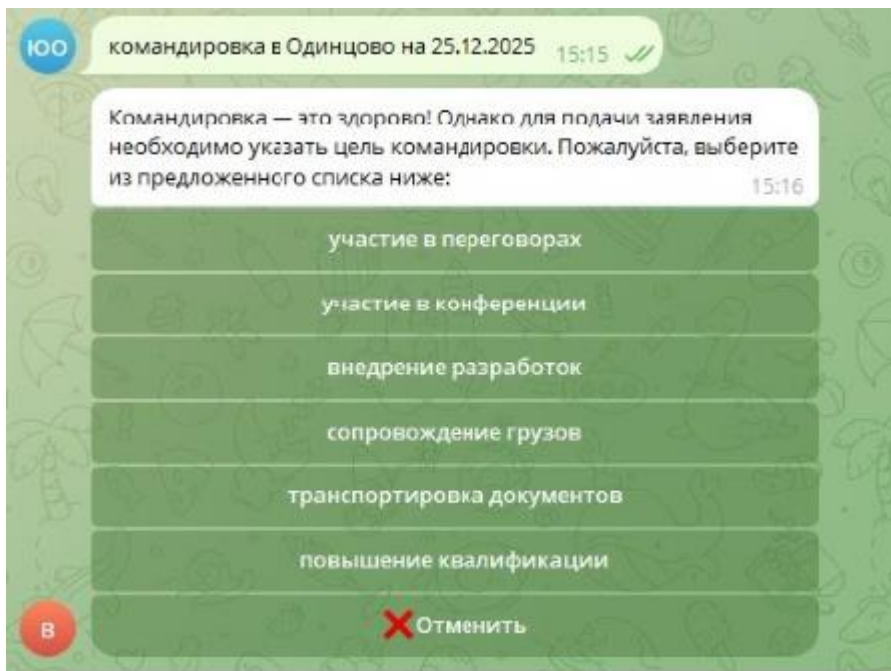 ЮО
командировка в Одинцово на 25.12.2025 15:15
Командировка — это здорово! Однако для подачи заявления
необходимо указать цель командировки. Пожалуйста, выберите
из предложенного списка ниже:
15:16
участие в переговорах
участие в конференции
внедрение разработок
сопровождение грузов
транспортировка документов
повышение квалификации
В
Отменить